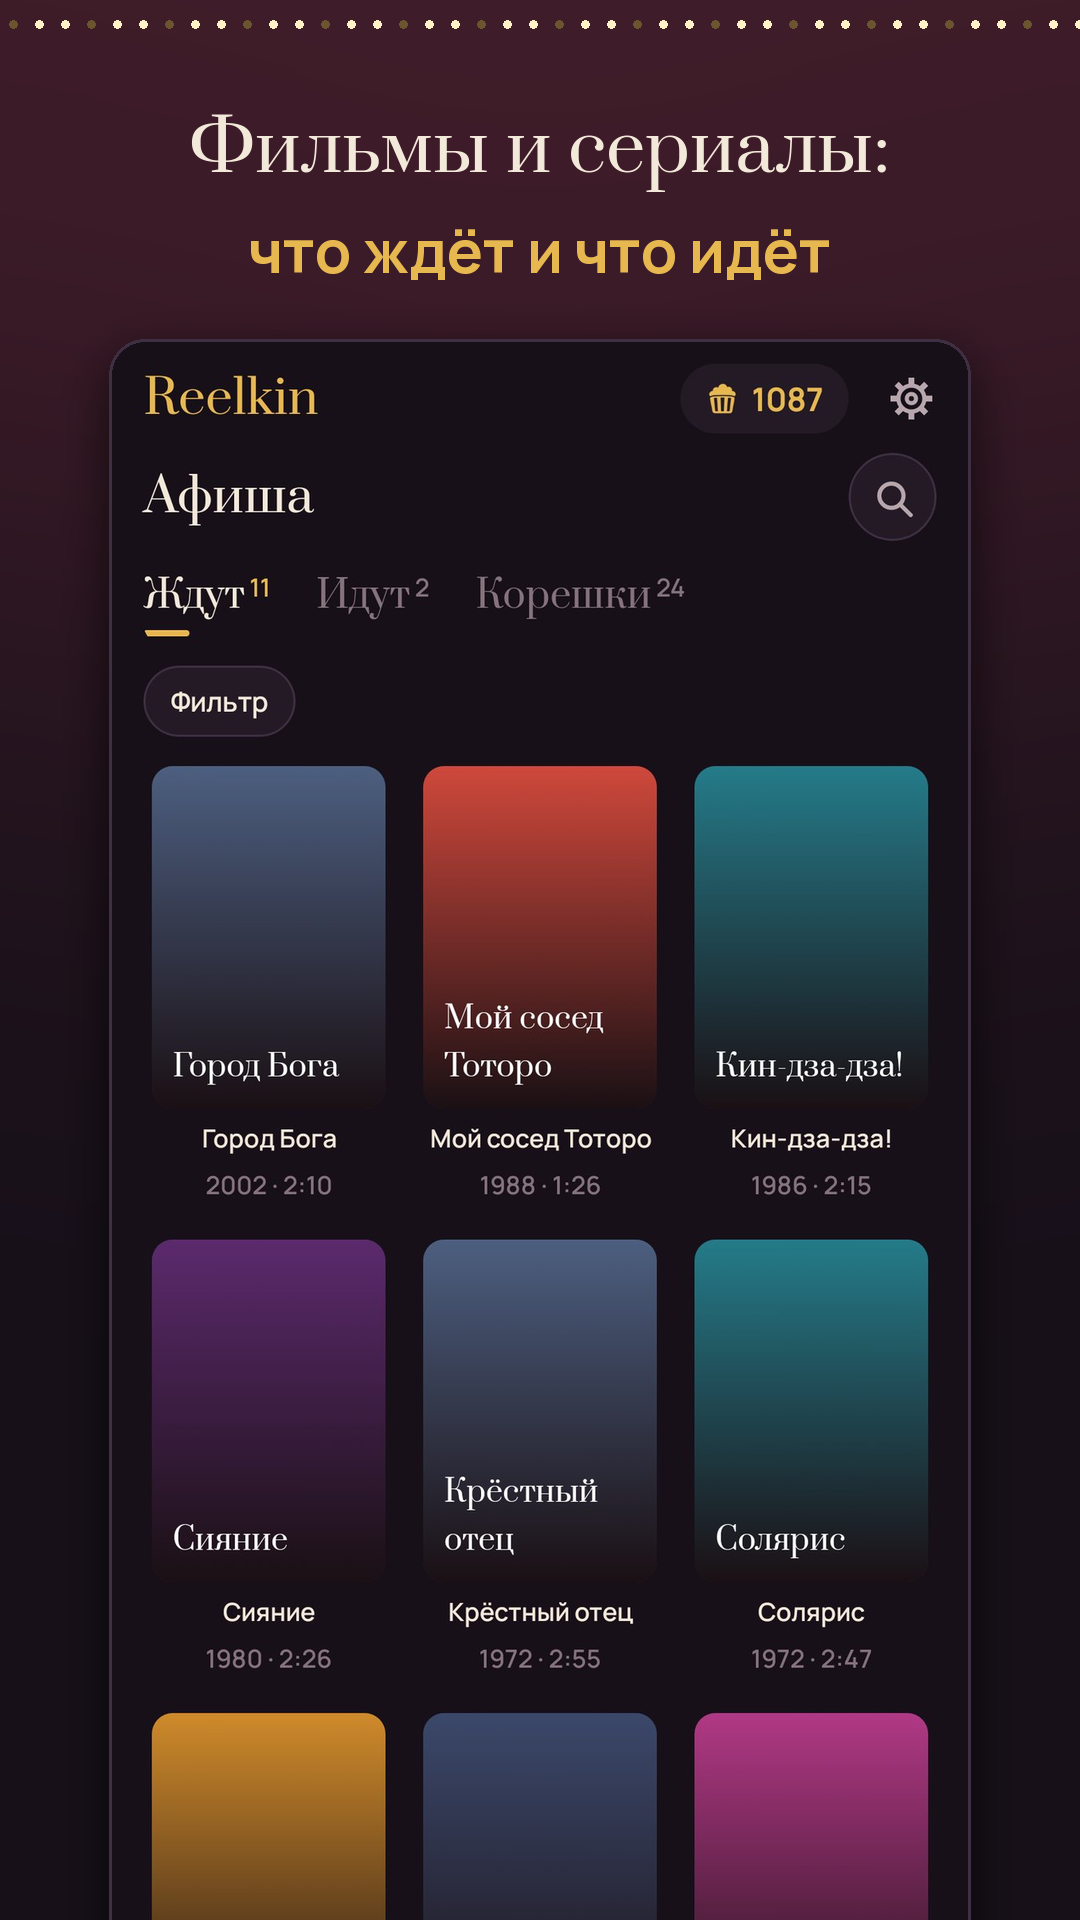 Фильмы и сериалы:
что ждёт и что идёт
Reelkin
1087
Афиша
Ждут 11 Идут 2 Корешки 24
Фильтр
Город Бога
Мой сосед
Тоторо
Кин-дза-дза!
Город Бога
2002 · 2:10
Мой сосед Тоторо
1988 · 1:26
Кин-дза-дза!
1986 · 2:15
Сияние
Крёстный
отец
Солярис
Сияние
1980 · 2:26
Крёстный отец
1972 · 2:55
Солярис
1972 · 2:47